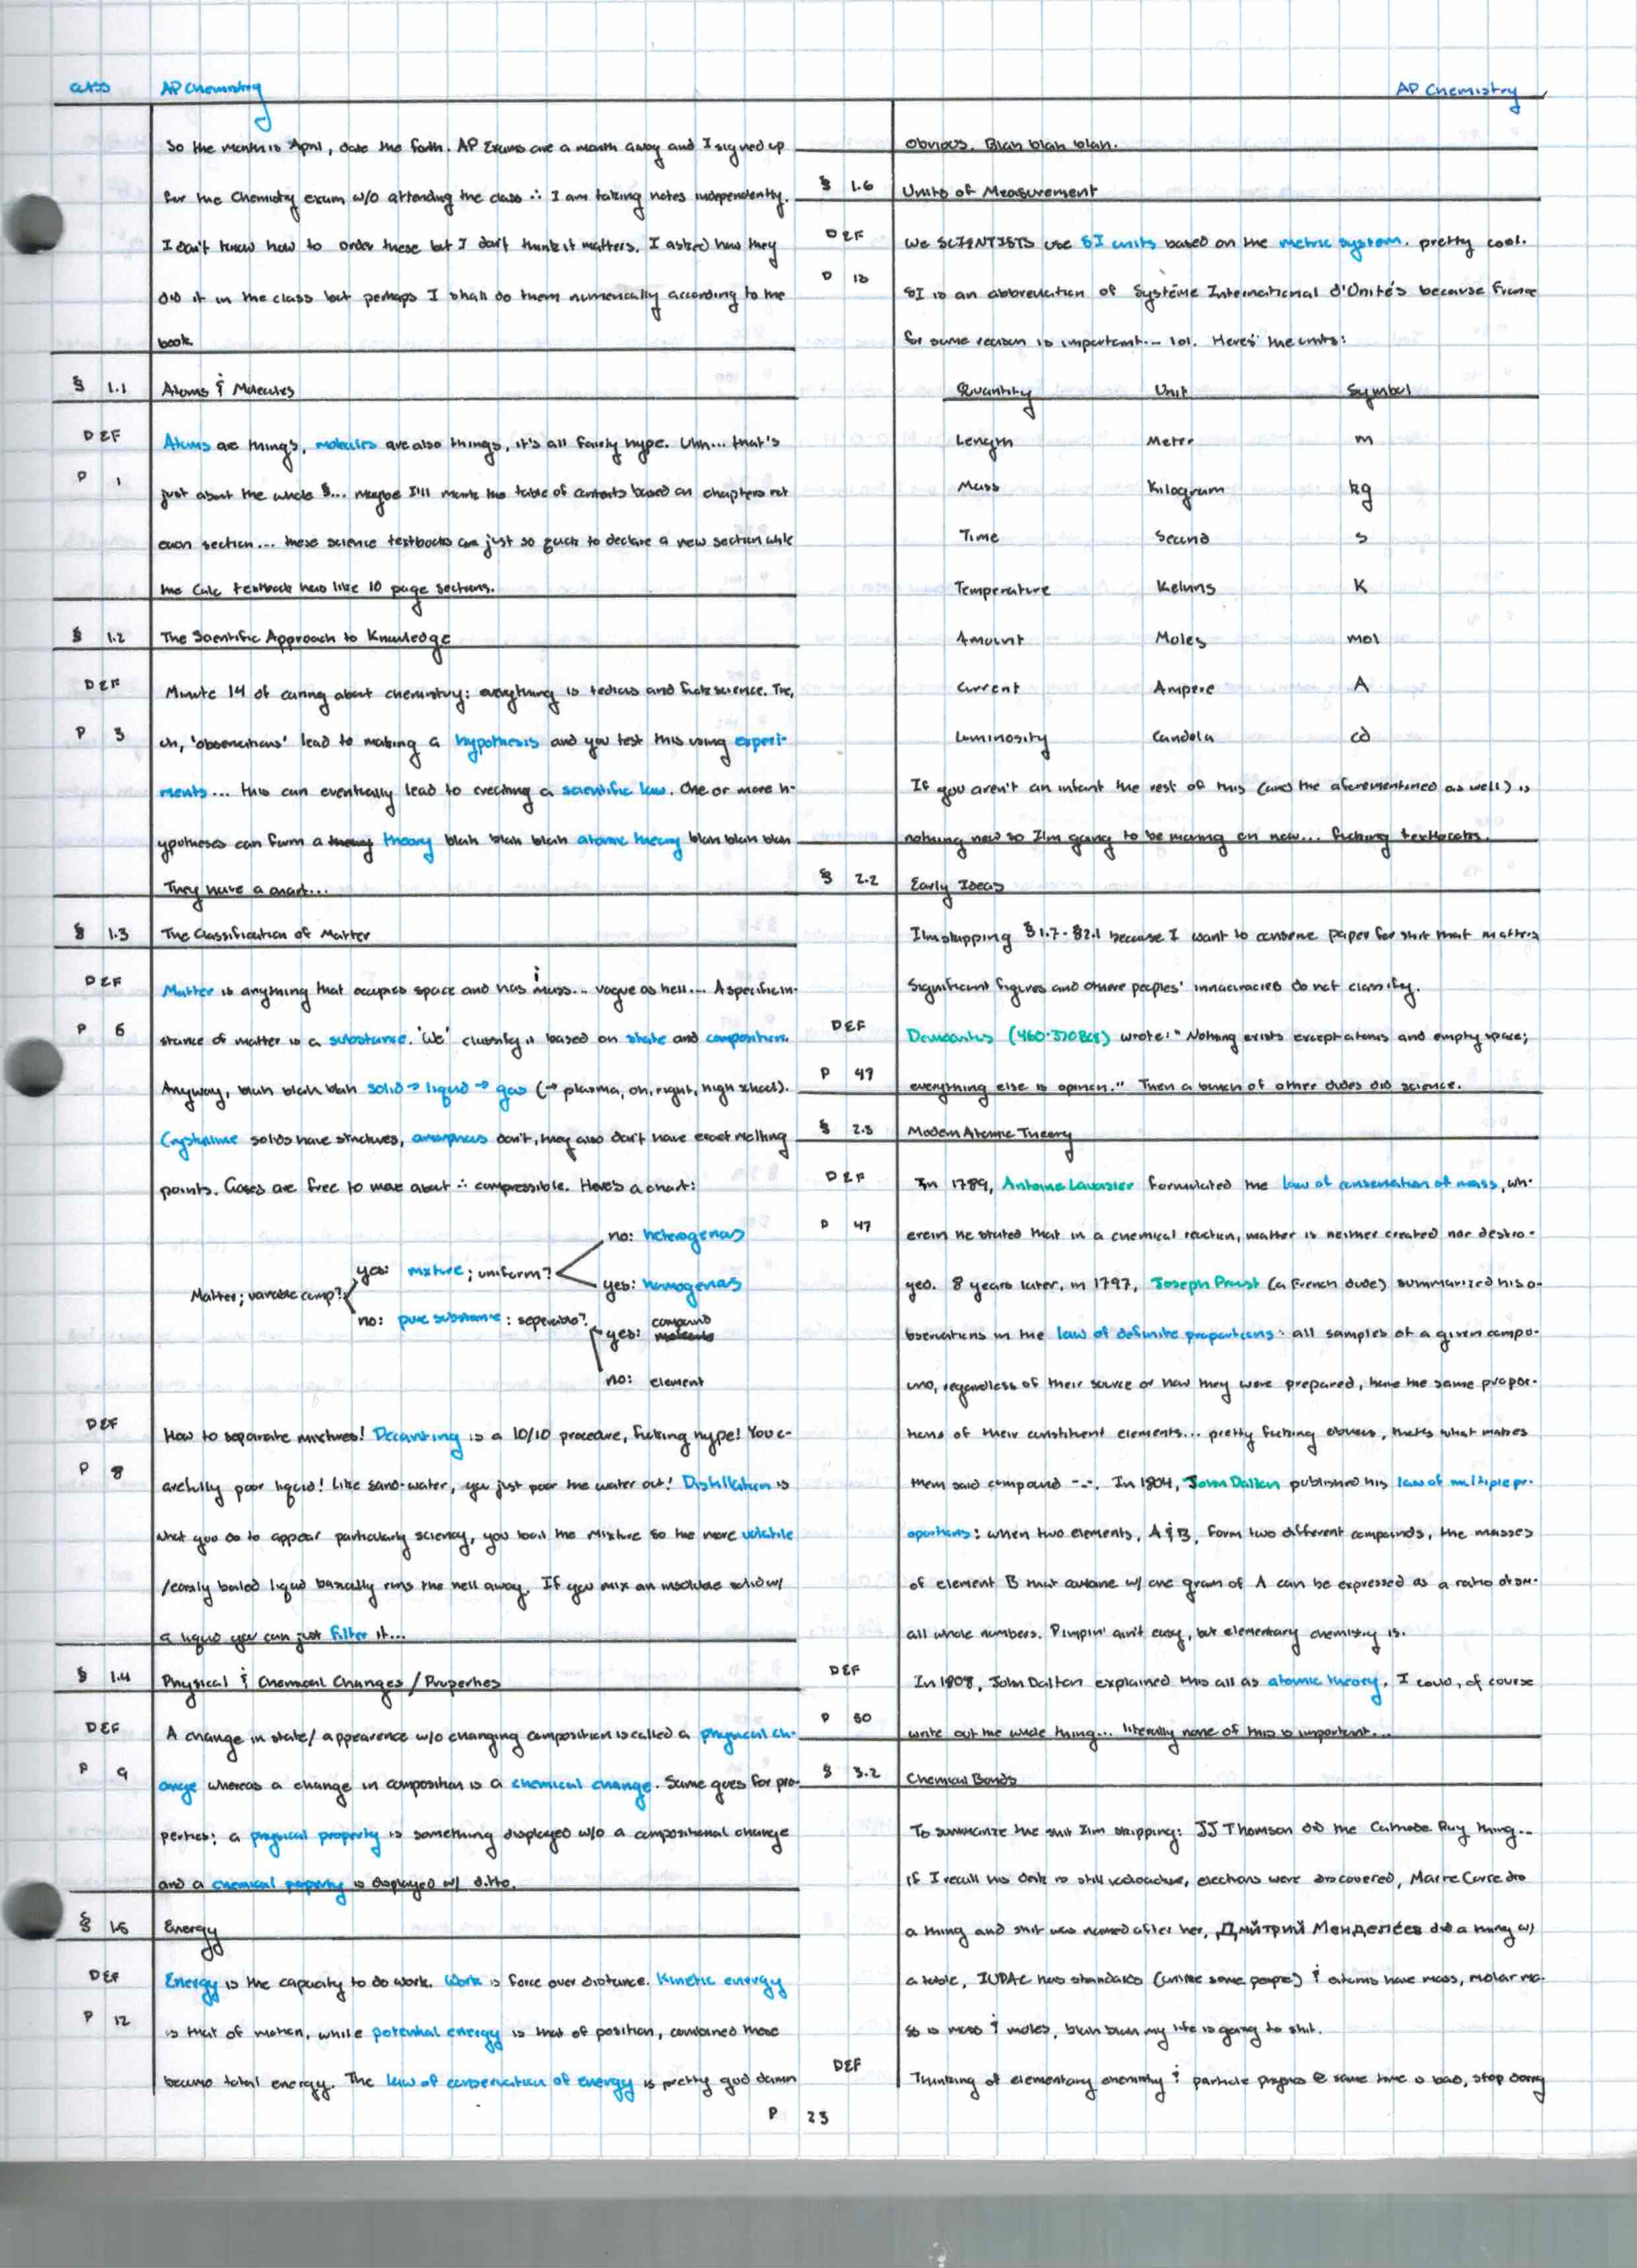 CLASS AP Chemistry
So the month is April, date the forth. AP Exams are a month away and I signed up
for the Chemistry exam w/o attending the class ∴ I am taking notes independently.
I don't know how to order these but I don't think it matters. I asked how they
did it in the class but perhaps I shall do them numerically according to the
book
§ 1.1 Atoms & Molecules
DEF Atoms are things, molecules are also things, it's all fairly hype. Uhh... that's
P 1 just about the whole §... maybe I'll make the table of contents based on chapters not
each section... these science textbooks are just so quick to declare a new section while
the Calc textbook has like 10 page sections.
§ 1.2 The Scientific Approach to Knowledge
DEF Minute 14 of caring about chemistry: everything is tedious and fuck science. The,
P 3 uh, 'observations' lead to making a hypothesis and you test this using experi-
ments... this can eventually lead to creating a scientific law. One or more h-
ypotheses can form a theory theory blah blah blah atomic theory blah blah blah
They have a chart...
§ 1.3 The Classification of Matter
DEF Matter is anything that occupies space and has mass... vague as hell... A specific in-
P 6 stance of matter is a substance. 'We' classify it based on state and composition.
Anyway, blah blah blah solid → liquid → gas (→ plasma, oh, right, high school).
Crystalline solids have structures, amorphous don't, they also don't have exact melting
points. Gases are free to move about ∴ compressible. Here's a chart:
Matter; variable comp?
yes: mixture; uniform?
no: heterogenous
yes: homogenous
no: pure substance: seperable?
yes: compound
no: element
DEF How to separate mixtures! Decanting is a 10/10 procedure, fucking hype! You c-
P 8 arefully poor liquid! Like sand-water, you just poor the water out! Distillation is
what you do to appear particularly sciency, you boil the mixture so the more volatile
/easily boiled liquid basically runs the hell away. If you mix an insoluble solid w/
a liquid you can just filter it...
§ 1.4 Physical & Chemical Changes / Properties
DEF A change in state/ appearence w/o changing composition is called a physical ch-
P 9 ange whereas a change in composition is a chemical change. Same goes for pro-
perties; a physical property is something displayed w/o a compositional change
and a chemical property is displayed w/ ditto.
§ 1.5 Energy
DEF Energy is the capacity to do work. Work is force over distance. Kinetic energy
P 12 is that of motion, while potential energy is that of position, combined these
become total energy. The law of conservation of energy is pretty god damn
AP Chemistry
obvious. Blah blah blah.
§ 1.6 Units of Measurement
DEF We SCIENTISTS use SI units based on the metric system. pretty cool.
P 13 SI is an abbreviation of Système International d'Unités because France
for some reason is important... lol. Here's the units:
Quantity Unit Symbol
Length Meter m
Mass Kilogram kg
Time Second s
Temperature Kelvins K
Amount Moles mol
Current Ampere A
Luminosity Candela cd
If you aren't an infant the rest of this (and the aforementioned as well) is
nothing new so I'm going to be moving on now... fucking textbooks.
§ 2.2 Early Ideas
I'm skipping §1.7-§2.1 because I want to conserve paper for shit that matters
Significant figures and othere peoples' innacuracies do not classify.
DEF Democritus (460-370 BCE) wrote: "Nothing exists except atoms and empty space;
P 47 everything else is opinion." Then a bunch of other dudes did science.
§ 2.3 Modern Atomic Theory
DEF In 1789, Antoine Lavoisier formulated the law of conservation of mass, wh-
P 47 erein he stated that in a chemical reaction, matter is neither created nor destro-
yed. 8 years later, in 1797, Joseph Proust (a French dude) summarized his o-
bservations in the law of definite proportions: all samples of a given compo-
und, regardless of their source or how they were prepared, have the same propor-
tions of their constituent elements... pretty fucking obvious, thats what makes
them said compound -.-. In 1804, John Dalton published his law of multiple pr-
oportions: when two elements, A & B, form two different compounds, the masses
of element B that combine w/ one gram of A can be expressed as a ratio of sm-
all whole numbers. Pimpin' ain't easy, but elementary chemistry is.
DEF In 1808, John Dalton explained this all as atomic theory, I could, of course
P 50 write out the whole thing... literally none of this is important...
§ 3.2 Chemical Bonds
To summarize the shit I'm skipping: JJ Thomson did the Cathode Ray thing...
if I recall his desk is still radioactive, electrons were discovered, Marie Curie did
a thing and shit was named after her, Дмитрий Менделеев did a thing w/
a table, IUPAC has standards (unlike some people) & atoms have mass, molar ma-
ss is mass & moles, blah blah my life is going to shit.
DEF Thinking of elementary chemistry & particle physics @ same time is bad, stop doing
P 23